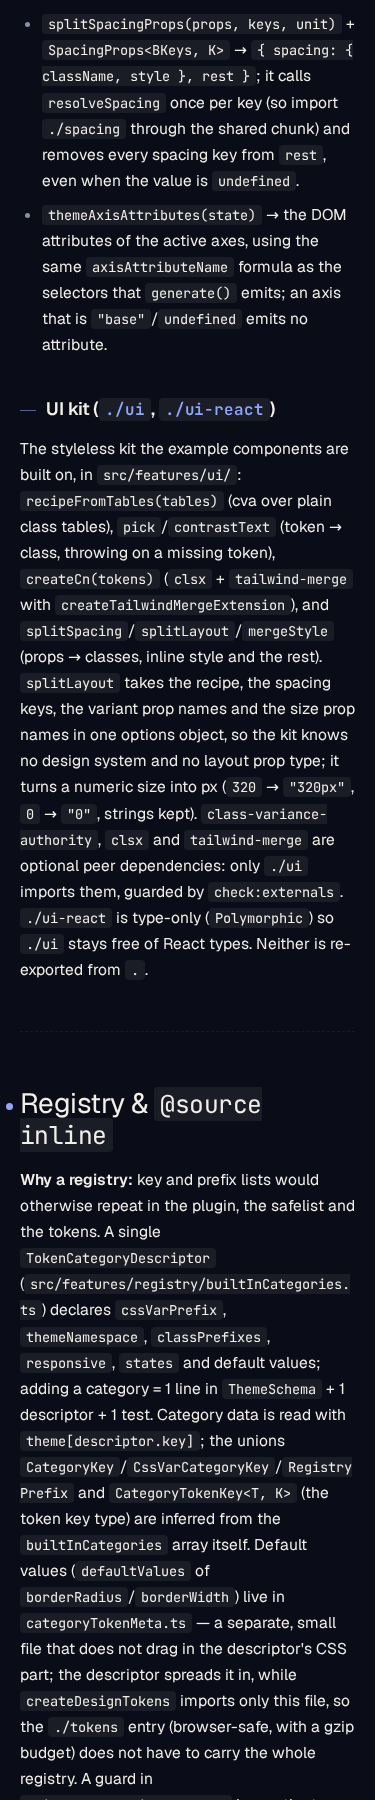 splitSpacingProps(props, keys, unit) +
SpacingProps<BKeys, K> → { spacing: {
className, style }, rest } ; it calls
resolveSpacing once per key (so import
./spacing through the shared chunk) and
removes every spacing key from rest ,
even when the value is undefined .
themeAxisAttributes(state) → the DOM
attributes of the active axes, using the
same axisAttributeName formula as the
selectors that generate() emits; an axis
that is "base" / undefined emits no
attribute.
— UI kit ( ./ui , ./ui-react )
The styleless kit the example components are
built on, in src/features/ui/ :
recipeFromTables(tables) (cva over plain
class tables), pick / contrastText (token →
class, throwing on a missing token),
createCn(tokens) ( clsx + tailwind-merge
with createTailwindMergeExtension ), and
splitSpacing / splitLayout / mergeStyle
(props → classes, inline style and the rest).
splitLayout takes the recipe, the spacing
keys, the variant prop names and the size prop
names in one options object, so the kit knows
no design system and no layout prop type; it
turns a numeric size into px ( 320 → "320px" ,
0 → "0" , strings kept). class-variance-
authority , clsx and tailwind-merge are
optional peer dependencies: only ./ui
imports them, guarded by check:externals .
./ui-react is type-only ( Polymorphic ) so
./ui stays free of React types. Neither is re-
exported from . .
Registry & @source
inline
Why a registry: key and prefix lists would
otherwise repeat in the plugin, the safelist and
the tokens. A single
TokenCategoryDescriptor
( src/features/registry/builtInCategories.
ts ) declares cssVarPrefix ,
themeNamespace , classPrefixes ,
responsive , states and default values;
adding a category = 1 line in ThemeSchema + 1
descriptor + 1 test. Category data is read with
theme[descriptor.key] ; the unions
CategoryKey / CssVarCategoryKey / Registry
Prefix and CategoryTokenKey<T, K> (the
token key type) are inferred from the
builtInCategories array itself. Default
values ( defaultValues of
borderRadius / borderWidth ) live in
categoryTokenMeta.ts — a separate, small
file that does not drag in the descriptor's CSS
part; the descriptor spreads it in, while
createDesignTokens imports only this file, so
the ./tokens entry (browser-safe, with a gzip
budget) does not have to carry the whole
registry. A guard in